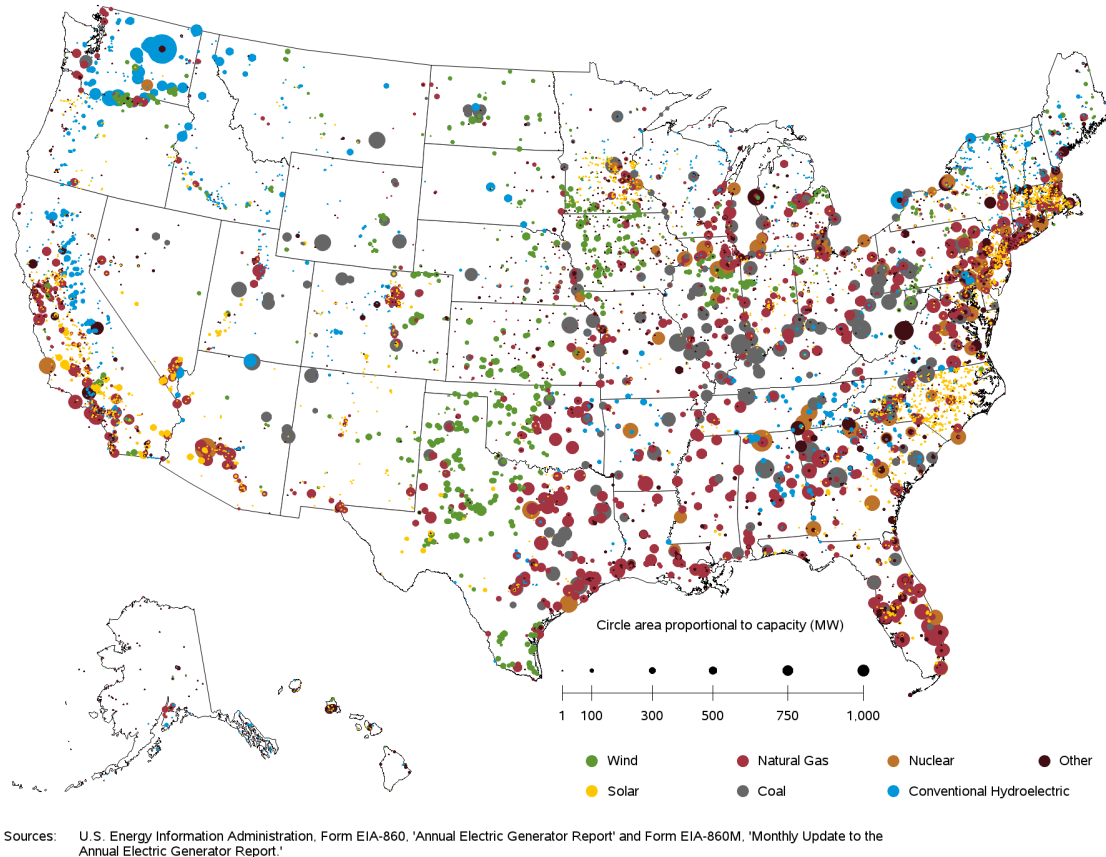 Circle area proportional to capacity (MW)
1 100 300 500 750 1,000
Wind Natural Gas Nuclear Other
Solar Coal Conventional Hydroelectric
Sources: U.S. Energy Information Administration, Form EIA-860, 'Annual Electric Generator Report' and Form EIA-860M, 'Monthly Update to the
Annual Electric Generator Report.'